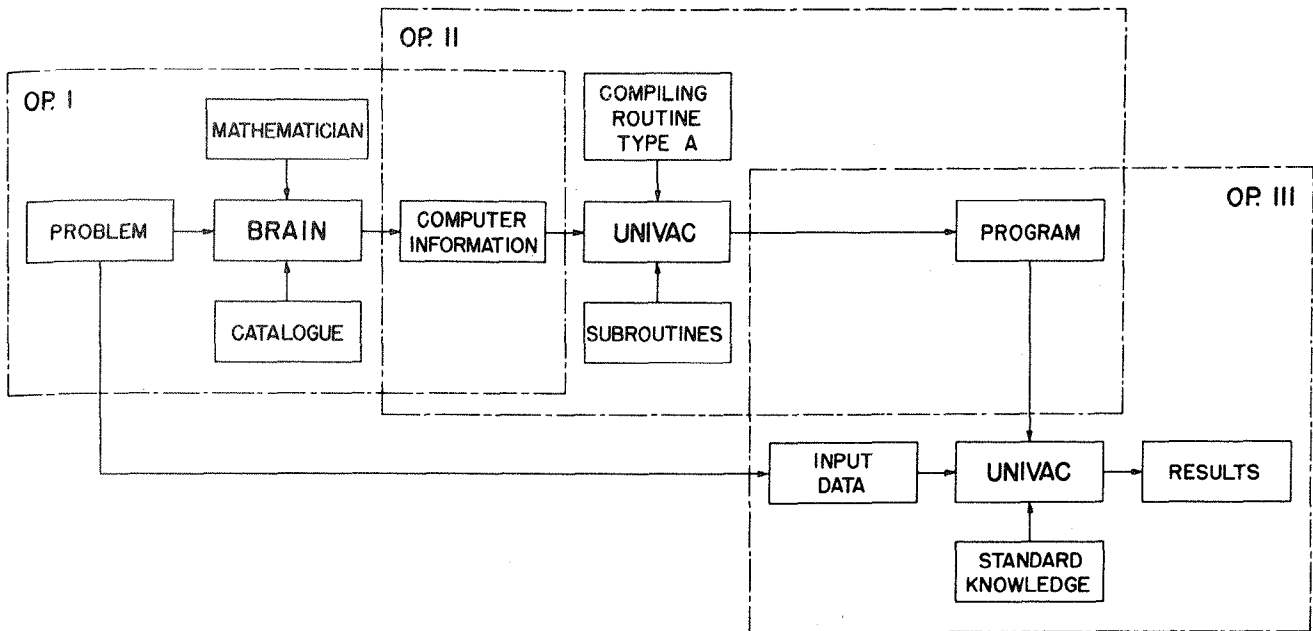 OP. II
OP. I
COMPILING
ROUTINE
TYPE A
MATHEMATICIAN
OP. III
PROBLEM
BRAIN
COMPUTER
INFORMATION
UNIVAC
PROGRAM
CATALOGUE
SUBROUTINES
INPUT
DATA
UNIVAC
RESULTS
STANDARD
KNOWLEDGE